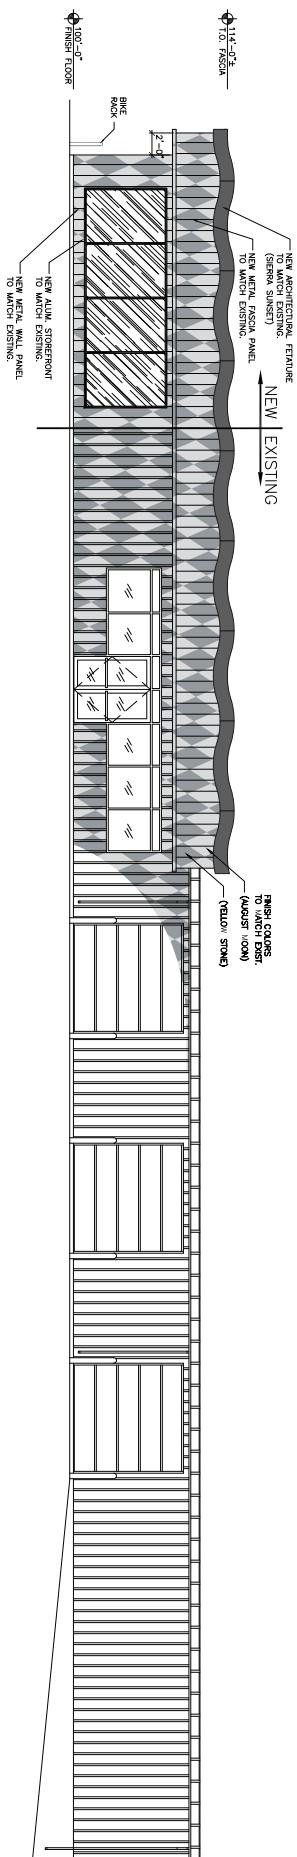 114'-0"±
T.O. FASCIA
100'-0"
FINISH FLOOR
BIKE
RACK
2'-0"
NEW ARCHITECTURAL FETATURE
TO MATCH EXISTING.
(SIERRA SUNSET)
NEW METAL FASCIA PANEL
TO MATCH EXISTING.
NEW
EXISTING
NEW ALUM. STOREFRONT
TO MATCH EXISTING.
NEW METAL WALL PANEL
TO MATCH EXISTING.
FINISH COLORS
TO MATCH EXIST.
(AUGUST MOON)
(YELLOW STONE)